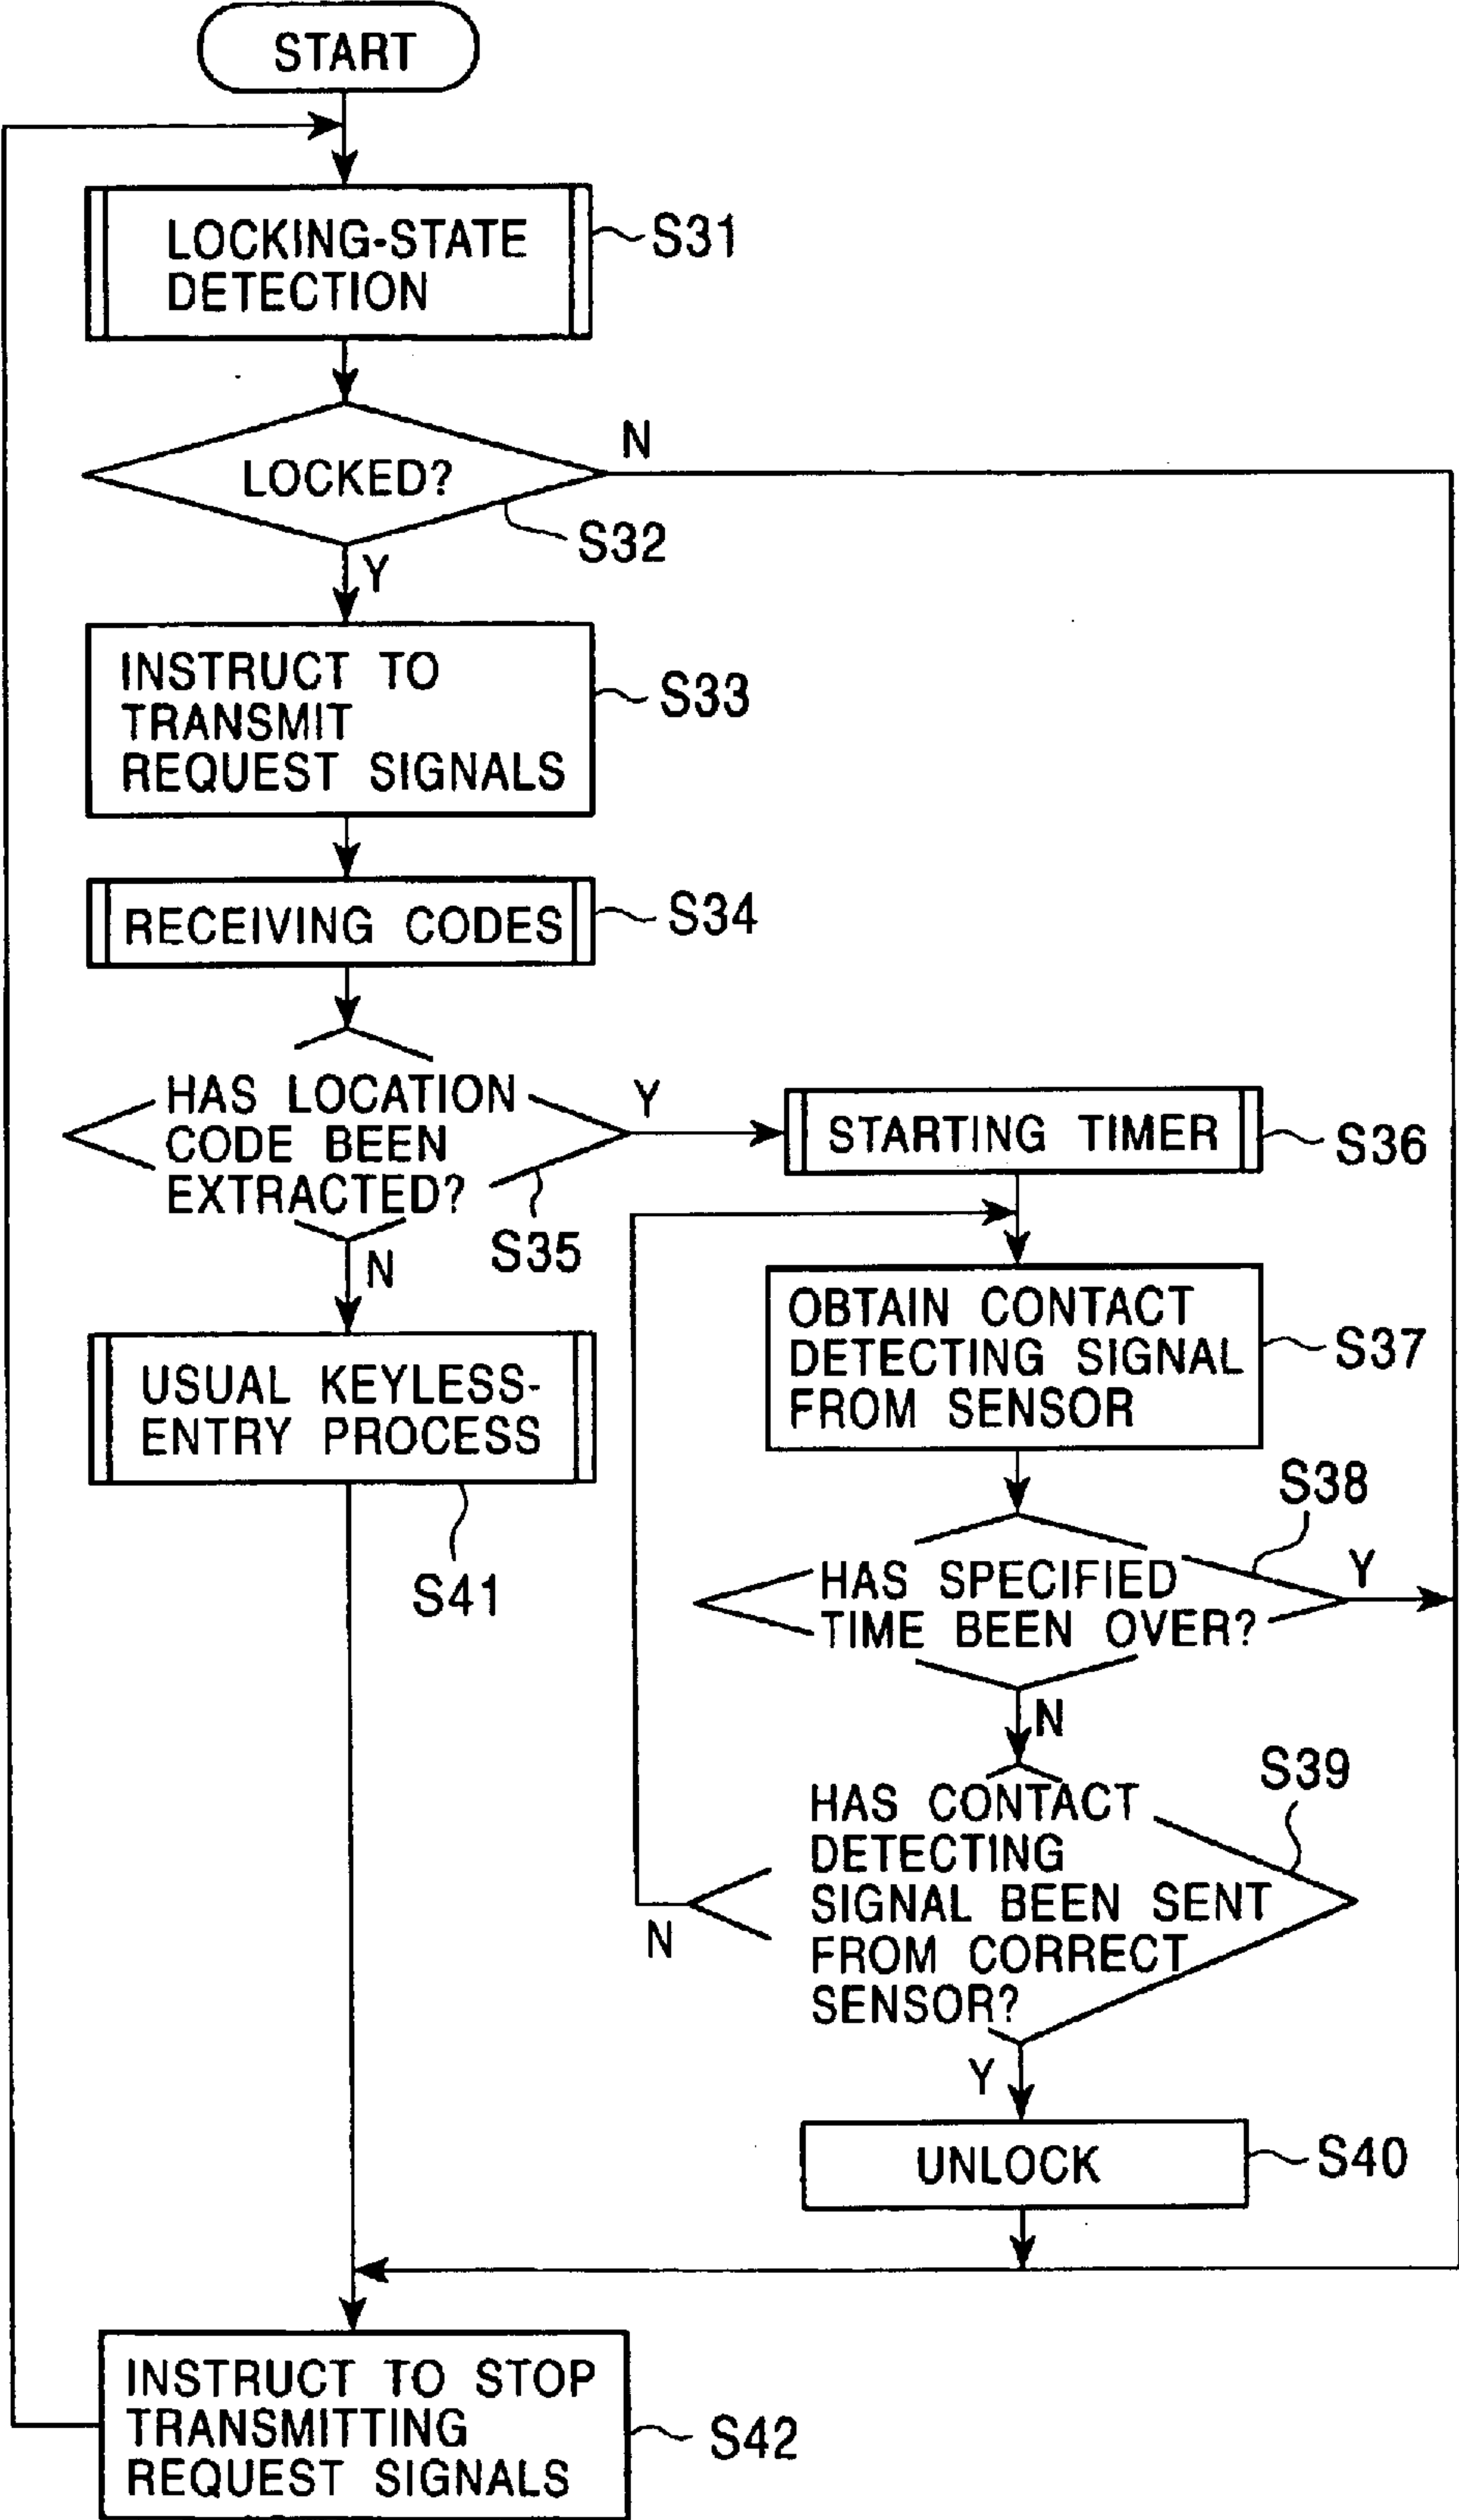 START
LOCKING-STATE
DETECTION
S31
LOCKED?
N
S32
Y
INSTRUCT TO
TRANSMIT
REQUEST SIGNALS
S33
RECEIVING CODES
S34
HAS LOCATION
CODE BEEN
EXTRACTED?
Y
S35
N
STARTING TIMER
S36
OBTAIN CONTACT
DETECTING SIGNAL
FROM SENSOR
S37
USUAL KEYLESS-
ENTRY PROCESS
S41
S38
HAS SPECIFIED
TIME BEEN OVER?
Y
N
S39
HAS CONTACT
DETECTING
SIGNAL BEEN SENT
FROM CORRECT
SENSOR?
N
Y
UNLOCK
S40
INSTRUCT TO STOP
TRANSMITTING
REQUEST SIGNALS
S42